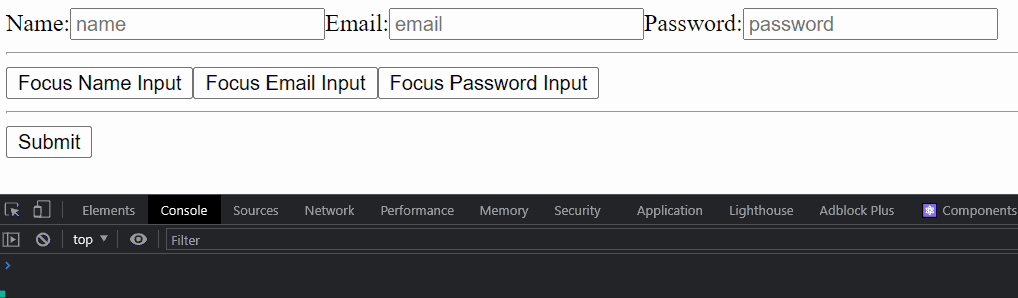 Name: name Email: email Password: password
Focus Name Input Focus Email Input Focus Password Input
Submit
Elements Console Sources Network Performance Memory Security Application Lighthouse Adblock Plus Components
top Filter